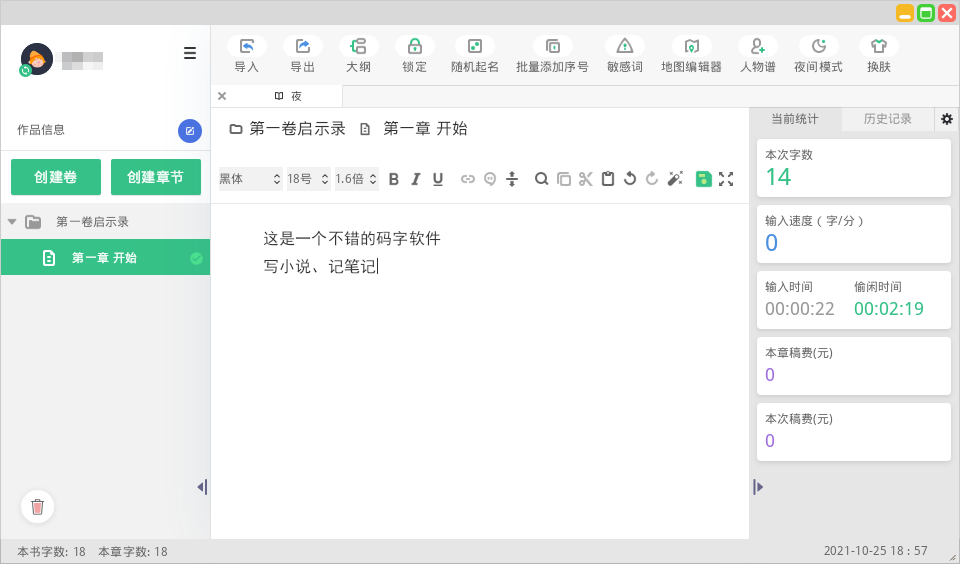 导入 导出 大纲 锁定 随机起名 批量添加序号 敏感词 地图编辑器 人物谱 夜间模式 换肤
夜
作品信息
创建卷 创建章节
第一卷启示录
第一章 开始
第一卷启示录 第一章 开始
黑体 18号 1.6倍 B I U
这是一个不错的码字软件
写小说、记笔记
当前统计 历史记录
本次字数
14
输入速度（字/分）
0
输入时间 偷闲时间
00:00:22 00:02:19
本章稿费(元)
0
本次稿费(元)
0
本书字数: 18 本章字数: 18
2021-10-25 18 : 57